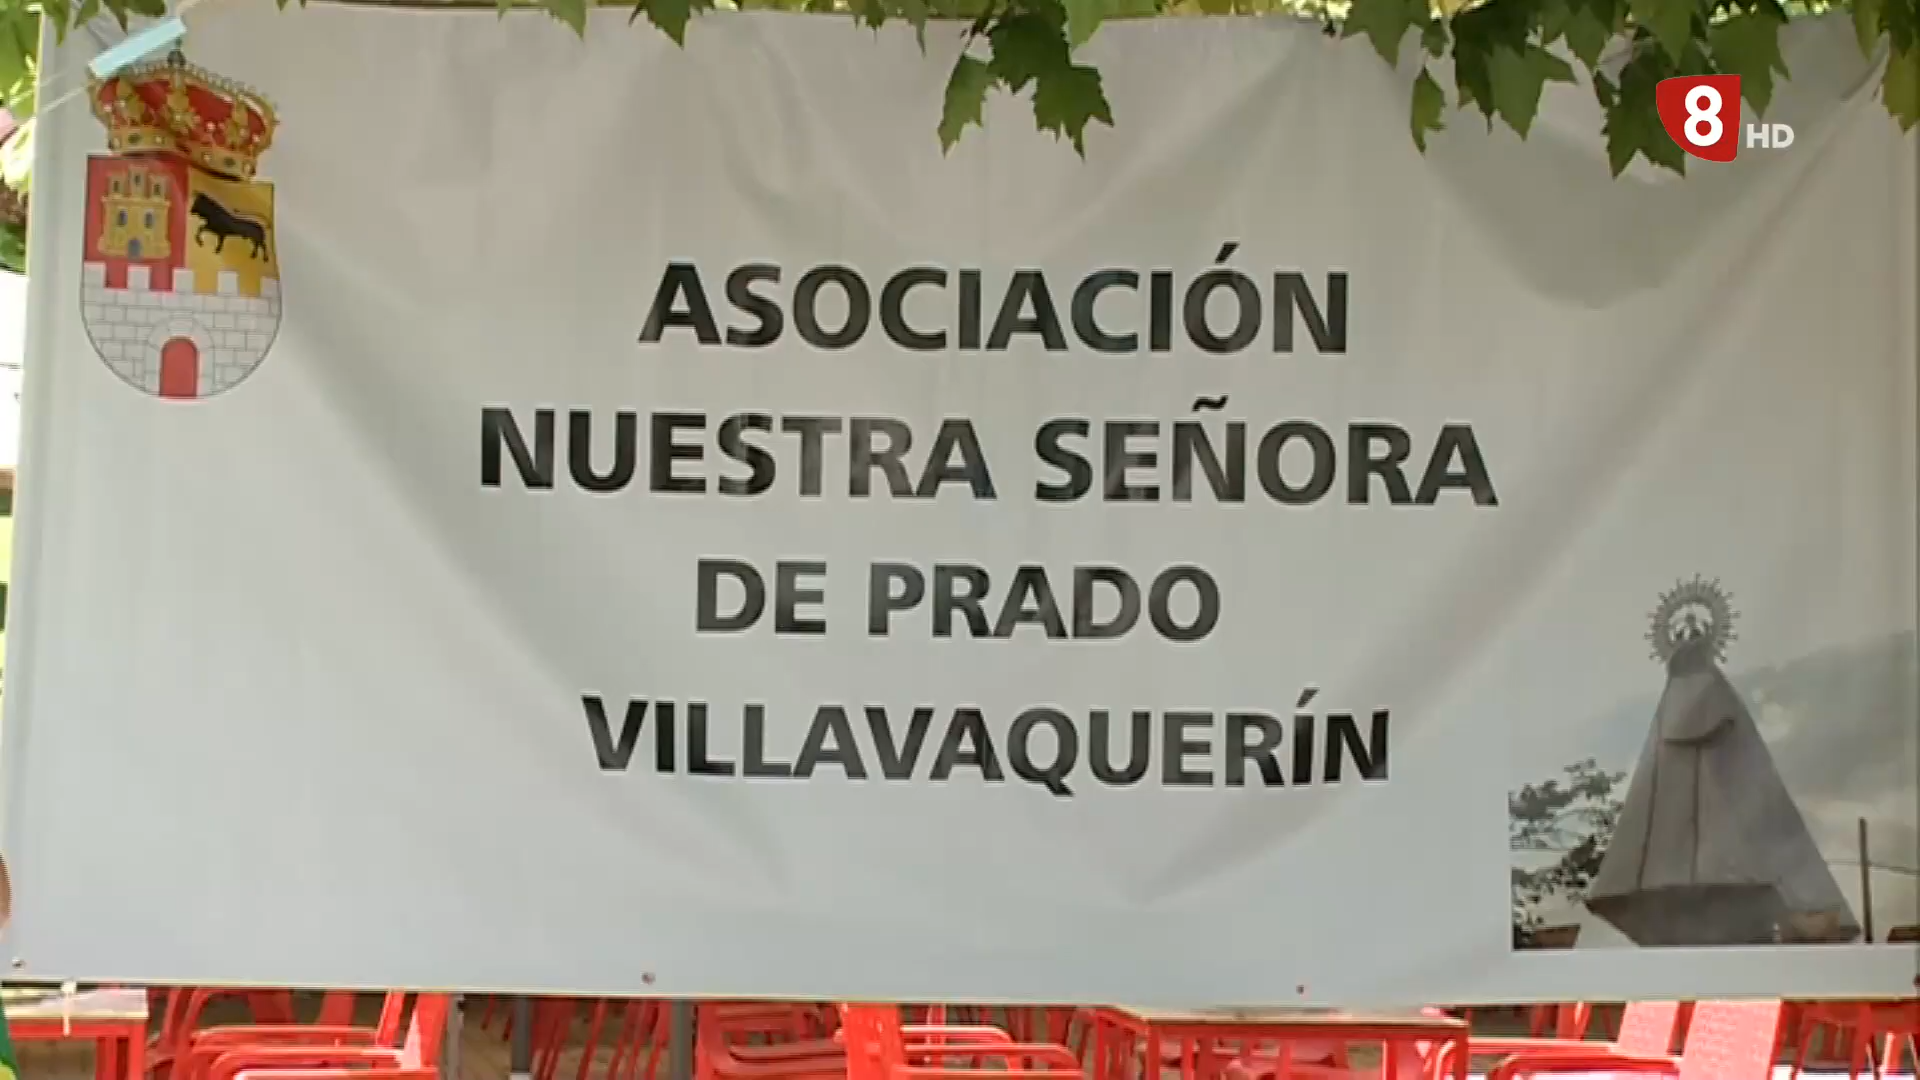 8 HD
ASOCIACIÓN
NUESTRA SEÑORA
DE PRADO
VILLAVAQUERÍN